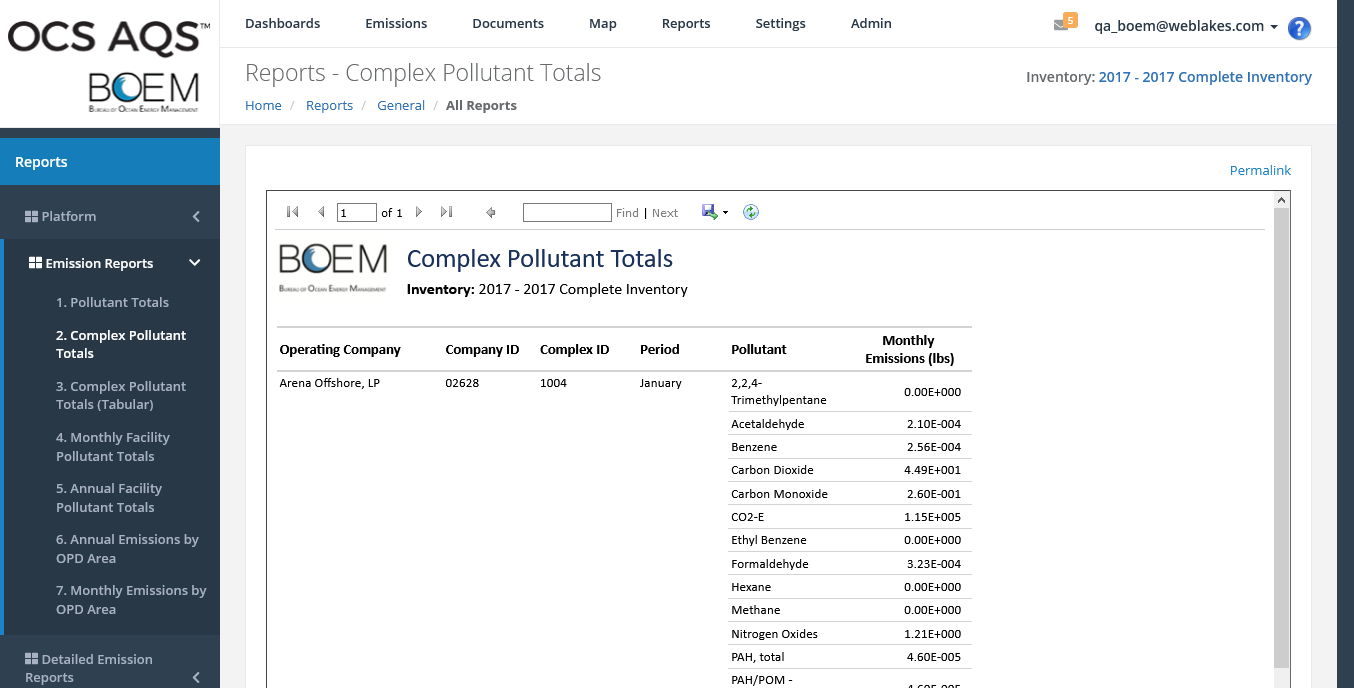 OCS AQS™
BOEM
BUREAU OF OCEAN ENERGY MANAGEMENT
Dashboards Emissions Documents Map Reports Settings Admin
5
qa_boem@weblakes.com
?
Reports - Complex Pollutant Totals
Inventory: 2017 - 2017 Complete Inventory
Home / Reports / General / All Reports
Reports
Platform
Emission Reports
1. Pollutant Totals
2. Complex Pollutant
Totals
3. Complex Pollutant
Totals (Tabular)
4. Monthly Facility
Pollutant Totals
5. Annual Facility
Pollutant Totals
6. Annual Emissions by
OPD Area
7. Monthly Emissions by
OPD Area
Detailed Emission
Reports
Permalink
1 of 1 Find | Next
BOEM
BUREAU OF OCEAN ENERGY MANAGEMENT
Complex Pollutant Totals
Inventory: 2017 - 2017 Complete Inventory
Operating Company Company ID Complex ID Period Pollutant Monthly
Emissions (lbs)
Arena Offshore, LP 02628 1004 January 2,2,4-
Trimethylpentane 0.00E+000
Acetaldehyde 2.10E-004
Benzene 2.56E-004
Carbon Dioxide 4.49E+001
Carbon Monoxide 2.60E-001
CO2-E 1.15E+005
Ethyl Benzene 0.00E+000
Formaldehyde 3.23E-004
Hexane 0.00E+000
Methane 0.00E+000
Nitrogen Oxides 1.21E+000
PAH, total 4.60E-005
PAH/POM -